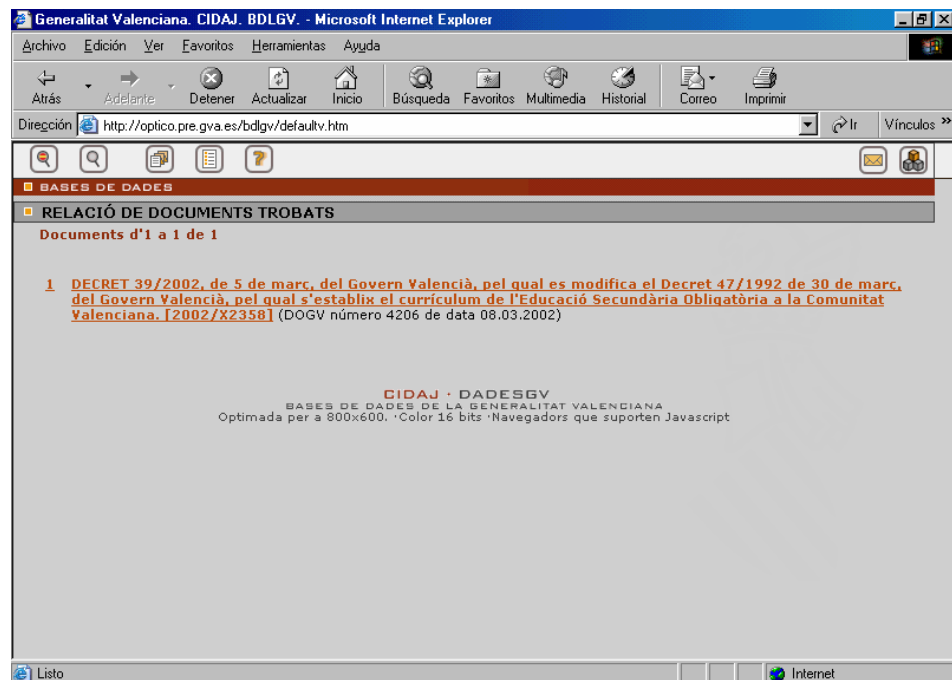 Generalitat Valenciana. CIDAJ. BDLGV. - Microsoft Internet Explorer
Archivo Edición Ver Favoritos Herramientas Ayuda
Atrás Adelante Detener Actualizar Inicio Búsqueda Favoritos Multimedia Historial Correo Imprimir
Dirección http://optico.pre.gva.es/bdlgv/defaultv.htm Ir Vínculos »
BASES DE DADES
RELACIÓ DE DOCUMENTS TROBATS
Documents d'1 a 1 de 1
1 DECRET 39/2002, de 5 de març, del Govern Valencià, pel qual es modifica el Decret 47/1992 de 30 de març,
del Govern Valencià, pel qual s'establix el currículum de l'Educació Secundària Obligatòria a la Comunitat
Valenciana. [2002/X2358] (DOGV número 4206 de data 08.03.2002)
CIDAJ · DADESGV
BASES DE DADES DE LA GENERALITAT VALENCIANA
Optimada per a 800x600. ·Color 16 bits ·Navegadors que suporten Javascript
Listo Internet